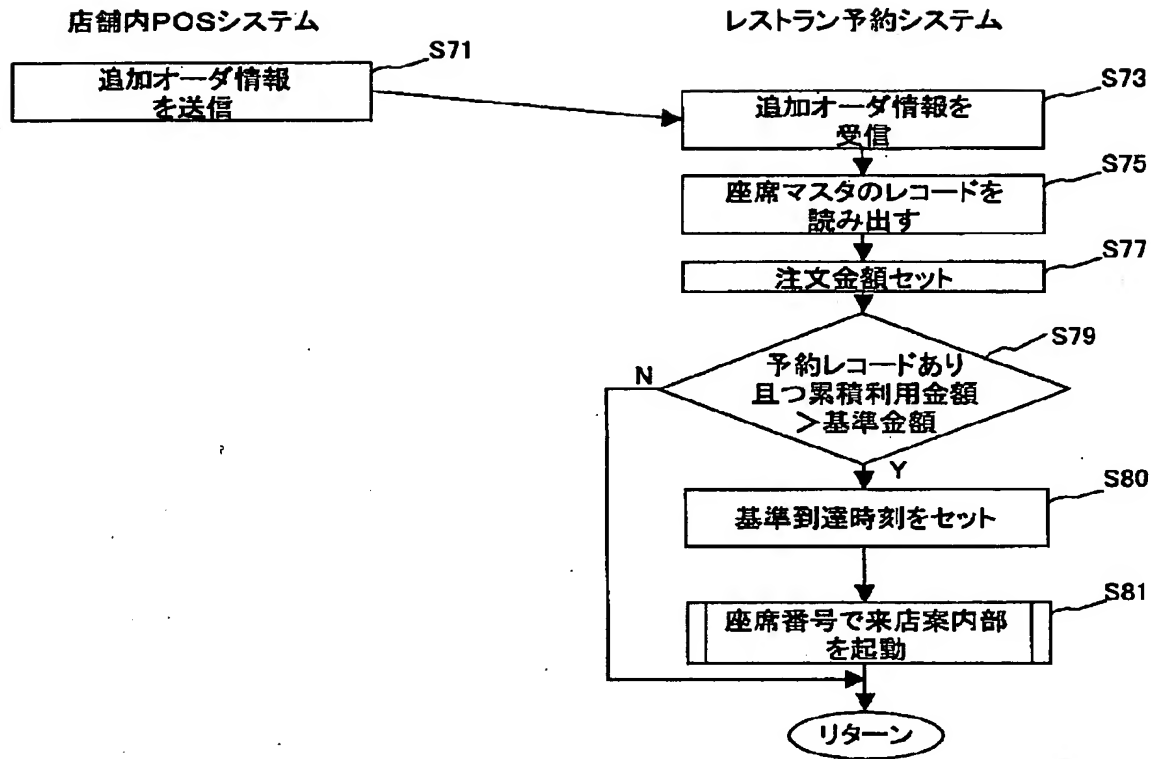 店舗内POSシステム
レストラン予約システム
S71
追加オーダ情報
を送信
S73
追加オーダ情報を
受信
S75
座席マスタのレコードを
読み出す
S77
注文金額セット
S79
予約レコードあり
且つ累積利用金額
＞基準金額
N
Y
S80
基準到達時刻をセット
S81
座席番号で来店案内部
を起動
リターン